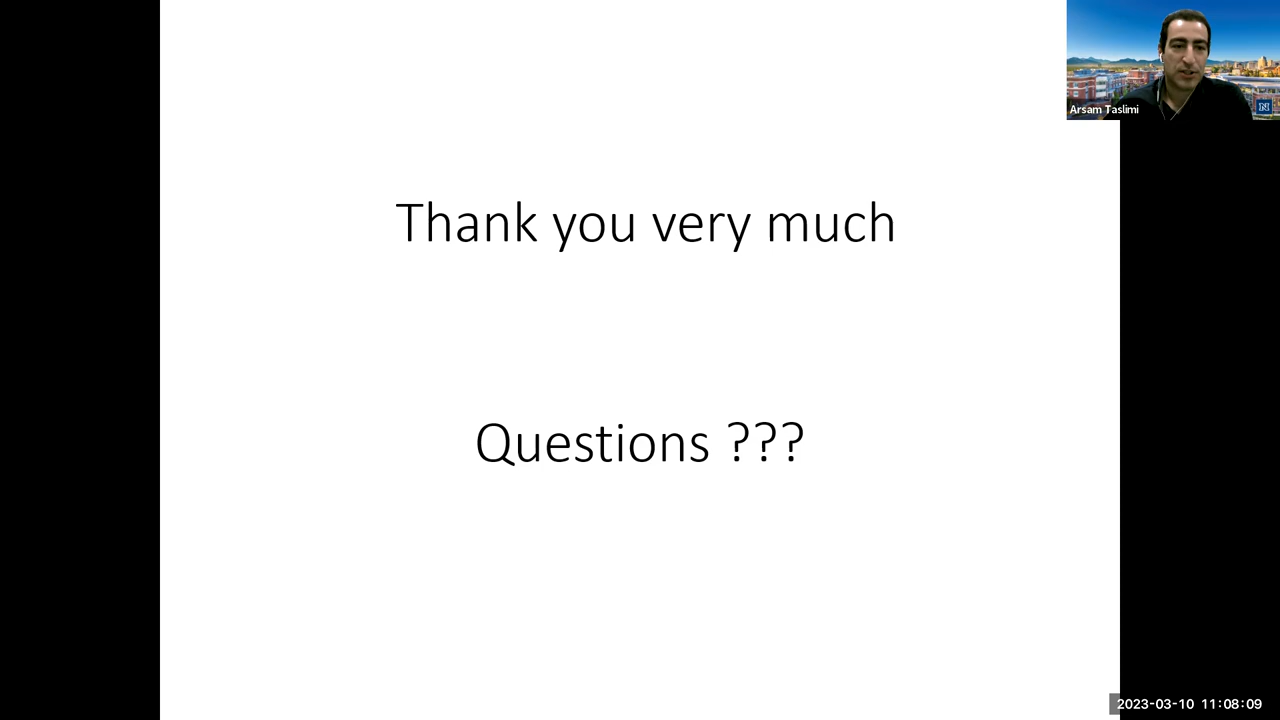 Arsam Taslimi
N
Thank you very much
Questions ???
2023-03-10 11:08:09